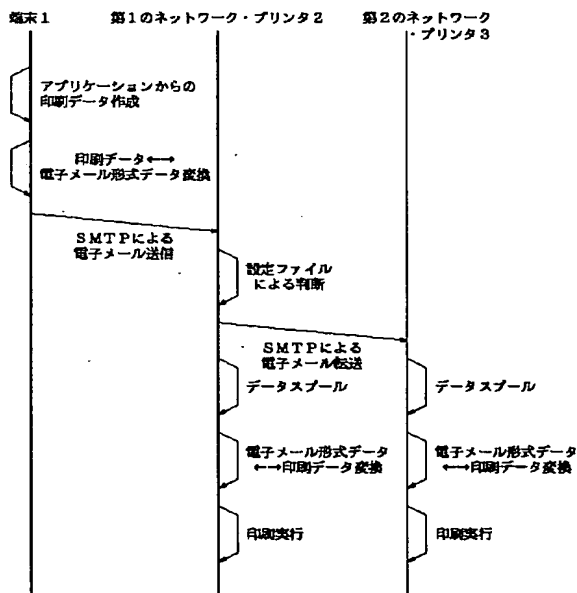 端末1
第1のネットワーク・プリンタ2
第2のネットワーク
・プリンタ3
アプリケーションからの
印刷データ作成
印刷データ←→
電子メール形式データ変換
SMTPによる
電子メール送信
設定ファイル
による判断
SMTPによる
電子メール転送
データスプール
データスプール
電子メール形式データ
←→印刷データ変換
電子メール形式データ
←→印刷データ変換
印刷実行
印刷実行